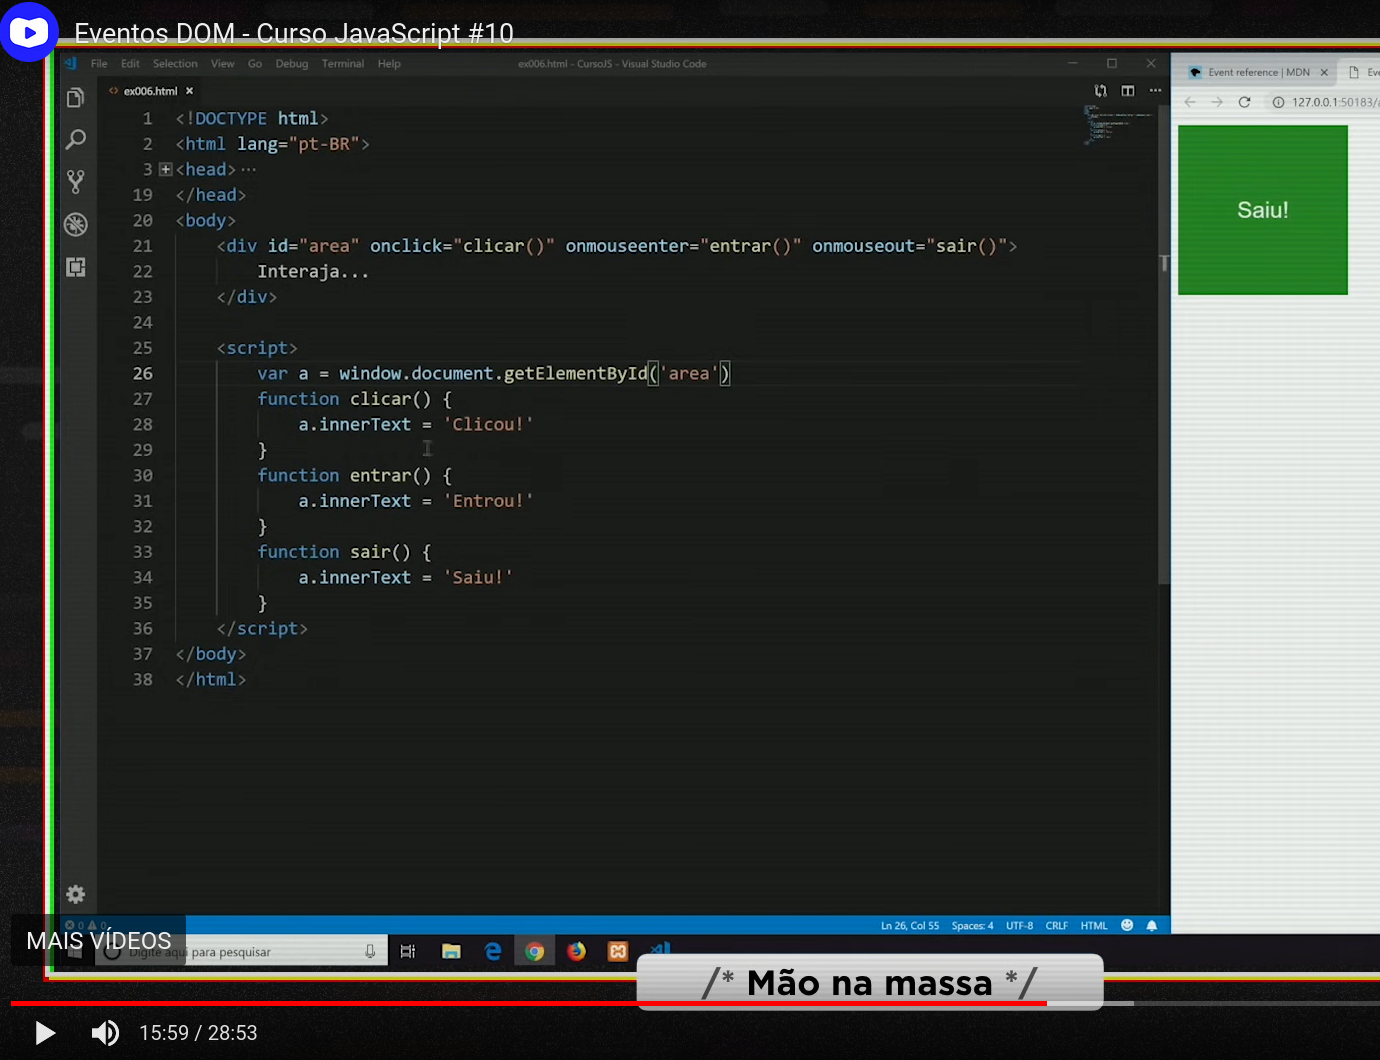 Eventos DOM - Curso JavaScript #10
File Edit Selection View Go Debug Terminal Help
ex006.html - CursoJS - Visual Studio Code
ex006.html
1 <!DOCTYPE html>
2 <html lang="pt-BR">
3 <head> ...
19 </head>
20 <body>
21 <div id="area" onclick="clicar()" onmouseenter="entrar()" onmouseout="sair()">
22 Interaja...
23 </div>
24
25 <script>
26 var a = window.document.getElementById('area')
27 function clicar() {
28 a.innerText = 'Clicou!'
29 }
30 function entrar() {
31 a.innerText = 'Entrou!'
32 }
33 function sair() {
34 a.innerText = 'Saiu!'
35 }
36 </script>
37 </body>
38 </html>
Event reference | MDN
127.0.0.1:50183/
Saiu!
0 0
Ln 26, Col 55 Spaces: 4 UTF-8 CRLF HTML
MAIS VÍDEOS
Digite aqui para pesquisar
/* Mão na massa */
15:59 / 28:53